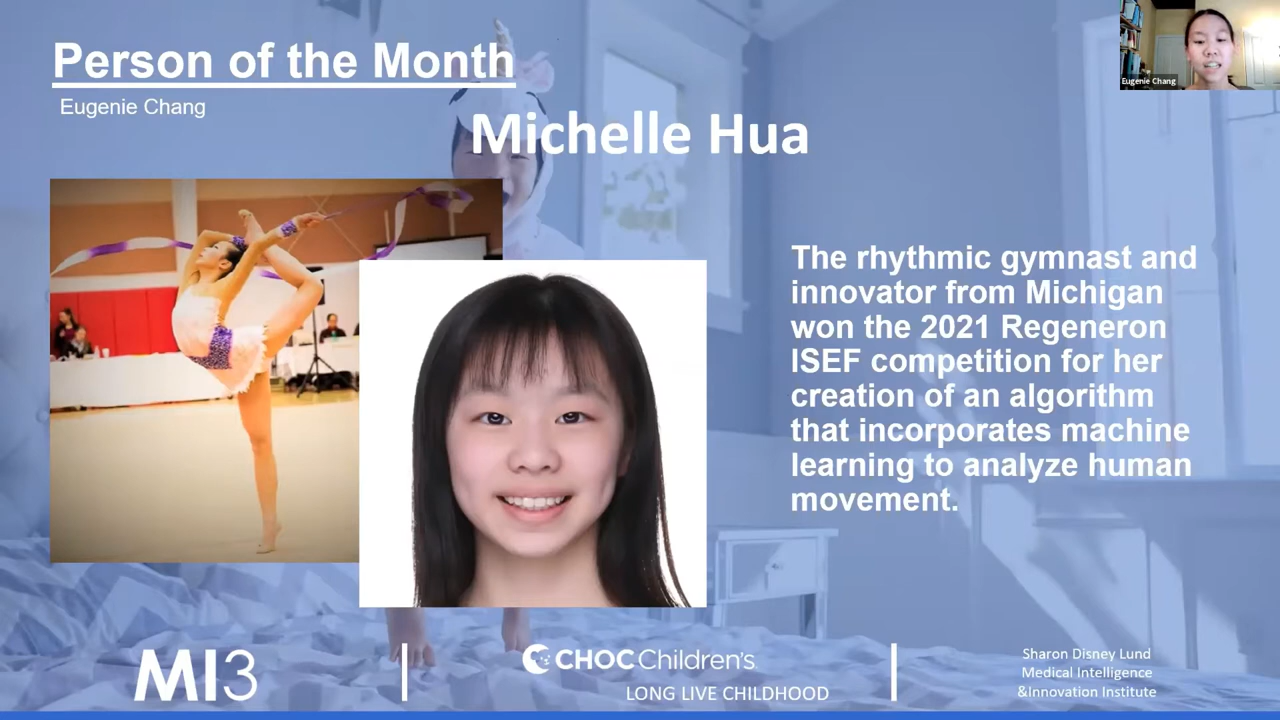 Person of the Month
Eugenie Chang
Michelle Hua
Eugenie Chang
The rhythmic gymnast and
innovator from Michigan
won the 2021 Regeneron
ISEF competition for her
creation of an algorithm
that incorporates machine
learning to analyze human
movement.
MI3
CHOC Children's
LONG LIVE CHILDHOOD
Sharon Disney Lund
Medical Intelligence
&Innovation Institute